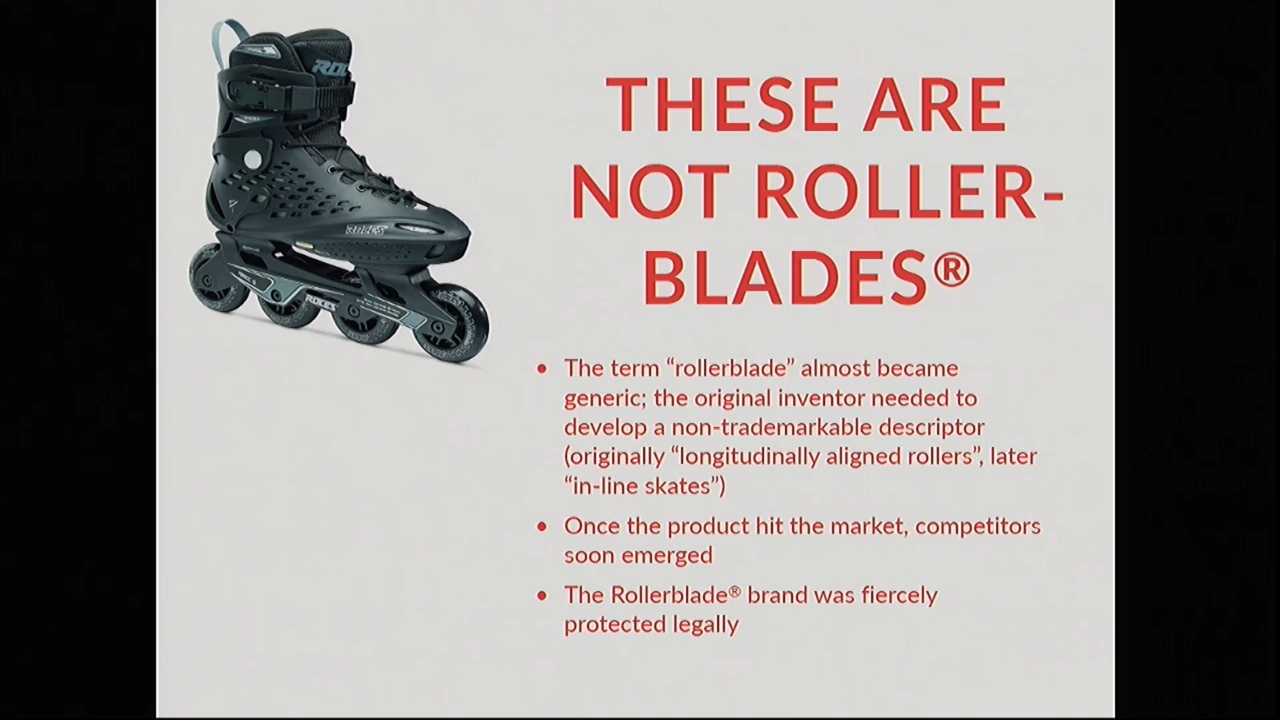 ROLES
THESE ARE
NOT ROLLER-
BLADES®
ROCES
• The term “rollerblade” almost became
generic; the original inventor needed to
develop a non-trademarkable descriptor
(originally “longitudinally aligned rollers”, later
“in-line skates”)
• Once the product hit the market, competitors
soon emerged
• The Rollerblade® brand was fiercely
protected legally